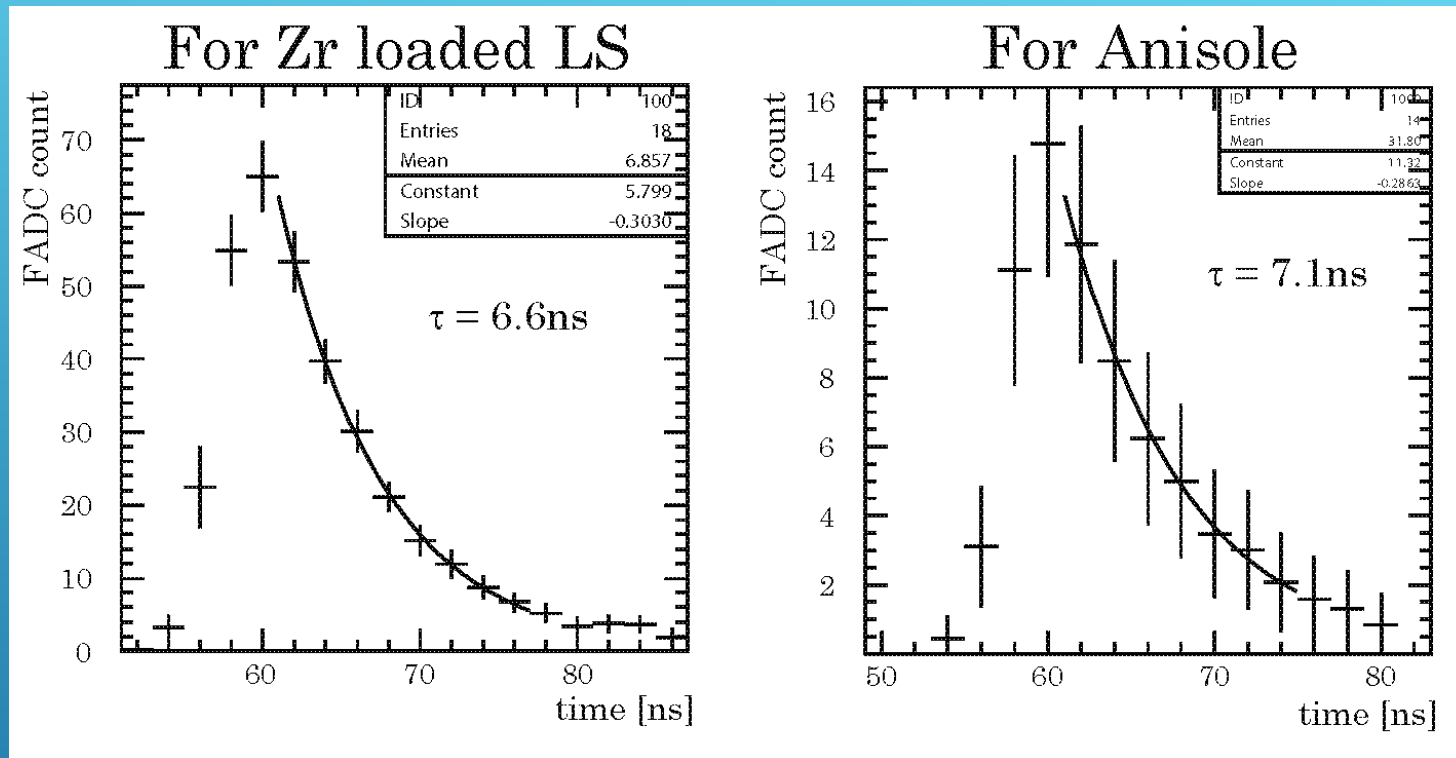 For Zr loaded LS
FADC count
70
60
50
40
30
20
10
0
ID 100
Entries 18
Mean 6.857
Constant 5.799
Slope -0.3030
τ = 6.6ns
60 70 80
time [ns]
For Anisole
FADC count
16
14
12
10
8
6
4
2
ID
Entries 14
Mean 31.80
Constant 11.32
Slope -0.2863
τ = 7.1ns
50 60 70 80
time [ns]